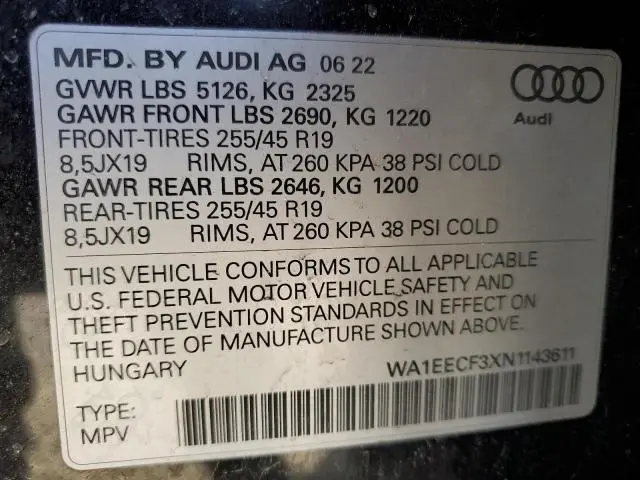 MFD. BY AUDI AG 06 22
GVWR LBS 5126, KG 2325
GAWR FRONT LBS 2690, KG 1220
Audi
FRONT-TIRES 255/45 R19
8,5JX19 RIMS, AT 260 KPA 38 PSI COLD
GAWR REAR LBS 2646, KG 1200
REAR-TIRES 255/45 R19
8,5JX19 RIMS, AT 260 KPA 38 PSI COLD
THIS VEHICLE CONFORMS TO ALL APPLICABLE
U.S. FEDERAL MOTOR VEHICLE SAFETY AND
THEFT PREVENTION STANDARDS IN EFFECT ON
THE DATE OF MANUFACTURE SHOWN ABOVE.
HUNGARY WA1EECF3XN1143611
TYPE:
MPV